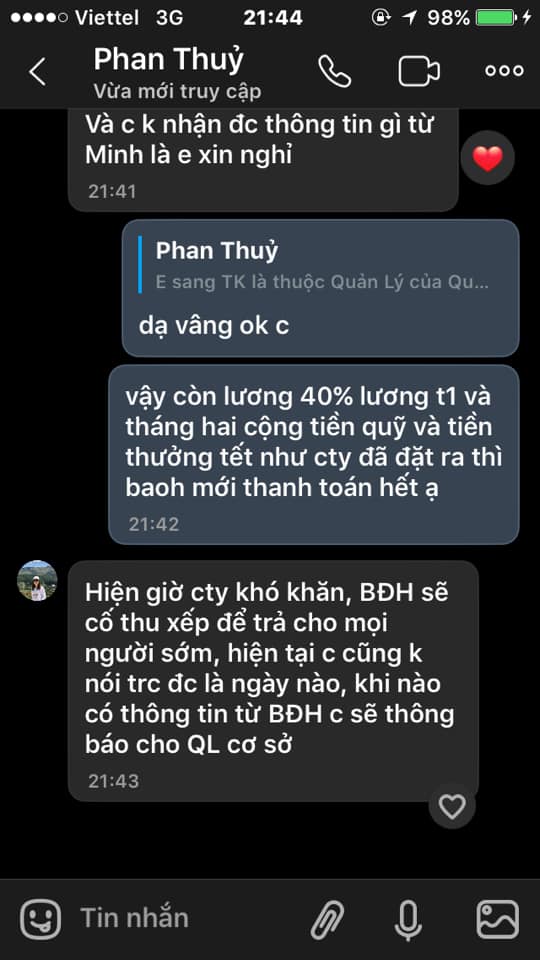 Viettel 3G 21:44 98%
Phan Thuỷ
Vừa mới truy cập
Và c k nhận đc thông tin gì từ
Minh là e xin nghỉ
21:41
Phan Thuỷ
E sang TK là thuộc Quản Lý của Qu...
dạ vâng ok c
vậy còn lương 40% lương t1 và
tháng hai cộng tiền quỹ và tiền
thưởng tết như cty đã đặt ra thì
baoh mới thanh toán hết ạ
21:42
Hiện giờ cty khó khăn, BĐH sẽ
cố thu xếp để trả cho mọi
người sớm, hiện tại c cũng k
nói trc đc là ngày nào, khi nào
có thông tin từ BĐH c sẽ thông
báo cho QL cơ sở
21:43
Tin nhắn